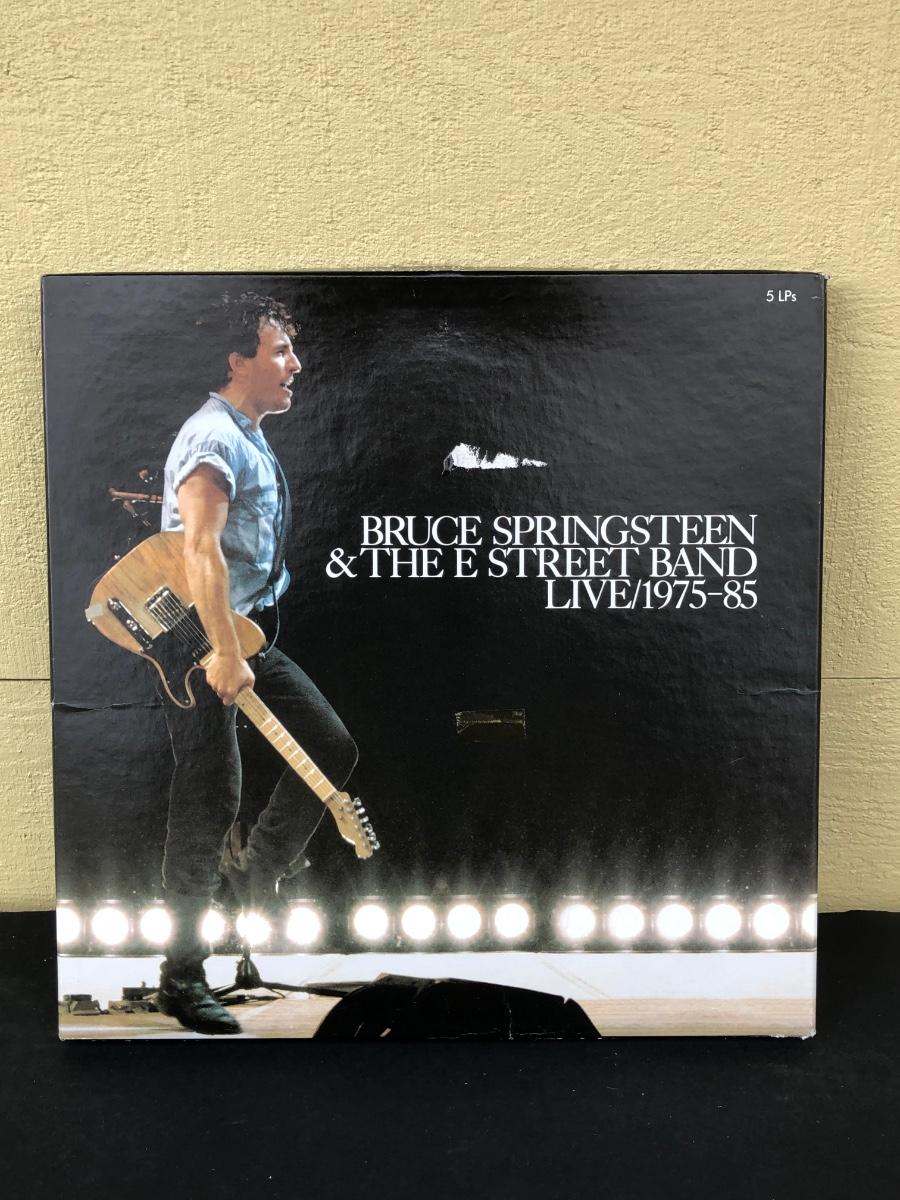 5 LPs
BRUCE SPRINGSTEEN
& THE E STREET BAND
LIVE/1975–85